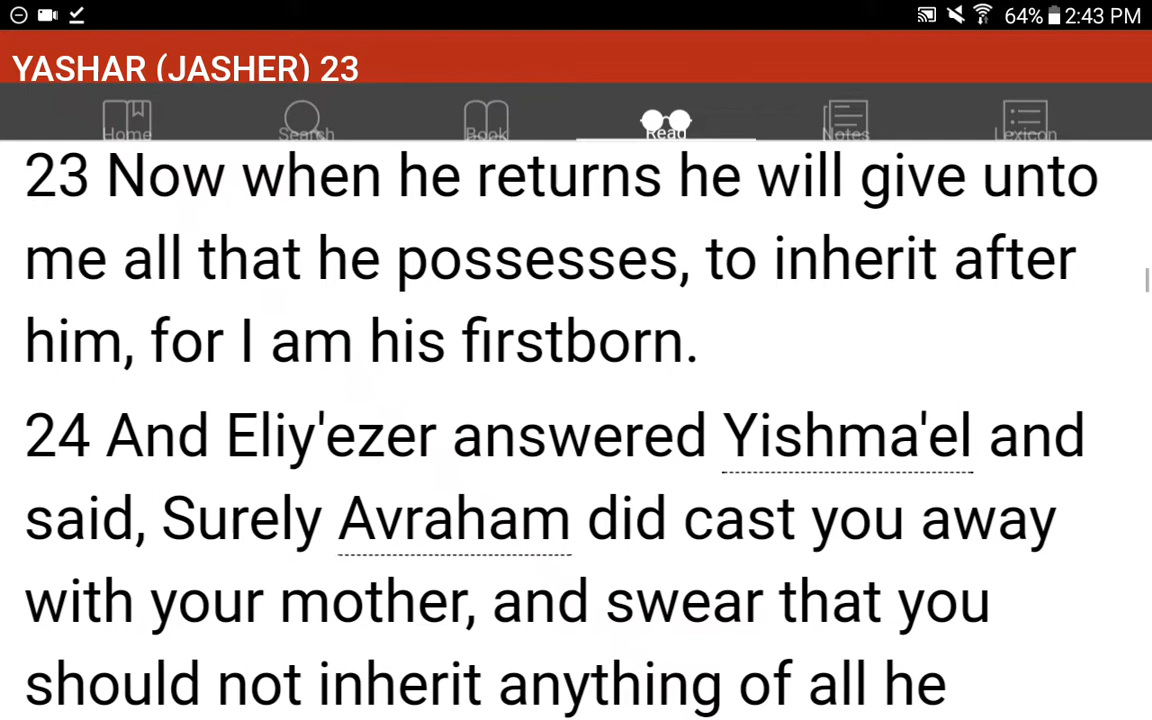 64% 2:43 PM
YASHAR (JASHER) 23
Home Search Book Read Notes Lexicon
23 Now when he returns he will give unto
me all that he possesses, to inherit after
him, for I am his firstborn.
24 And Eliy'ezer answered Yishma'el and
said, Surely Avraham did cast you away
with your mother, and swear that you
should not inherit anything of all he